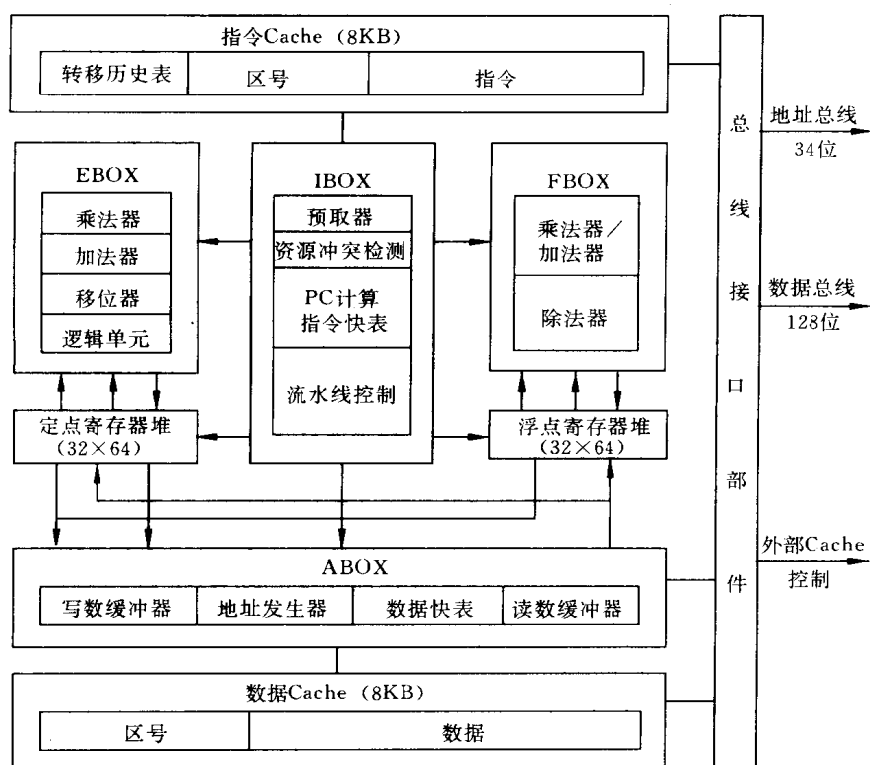 指令Cache (8KB)
转移历史表
区号
指令
EBOX
乘法器
加法器
移位器
逻辑单元
IBOX
预取器
资源冲突检测
PC计算
指令快表
流水线控制
FBOX
乘法器／
加法器
除法器
定点寄存器堆
(32×64)
浮点寄存器堆
(32×64)
ABOX
写数缓冲器
地址发生器
数据快表
读数缓冲器
数据Cache (8KB)
区号
数据
总线接口部件
地址总线
34位
数据总线
128位
外部Cache
控制